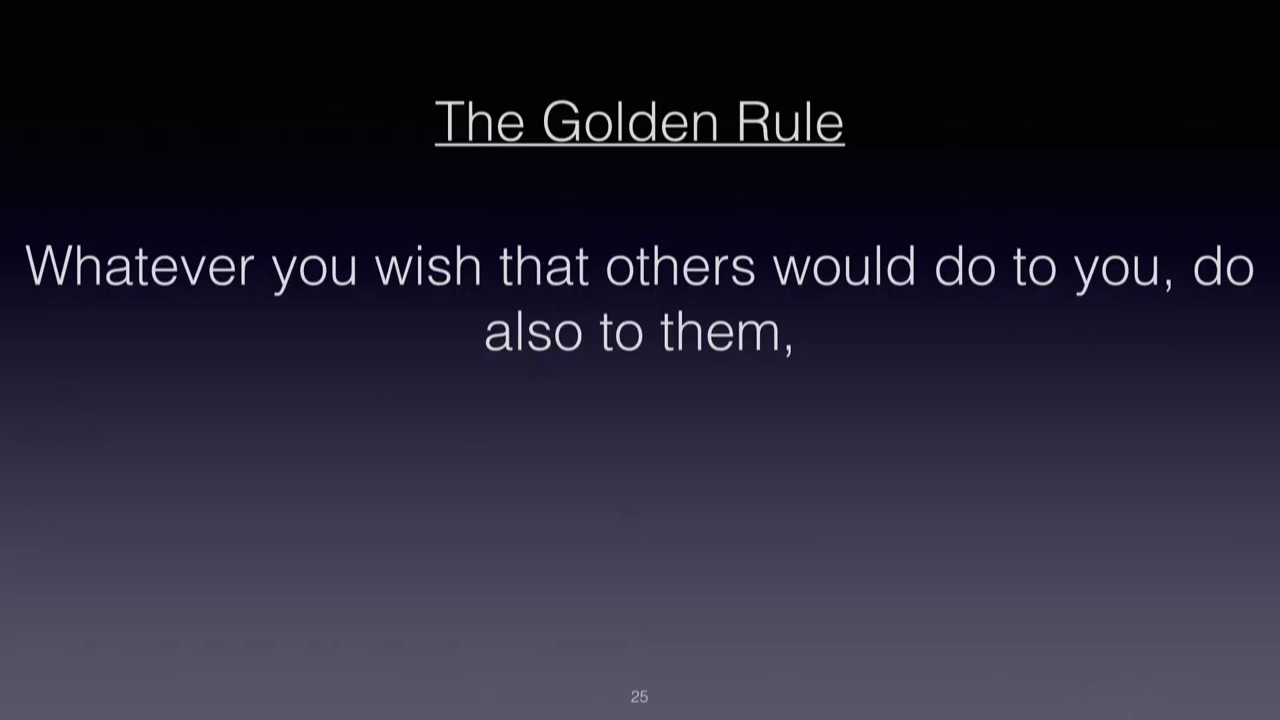 The Golden Rule
Whatever you wish that others would do to you, do
also to them,
25